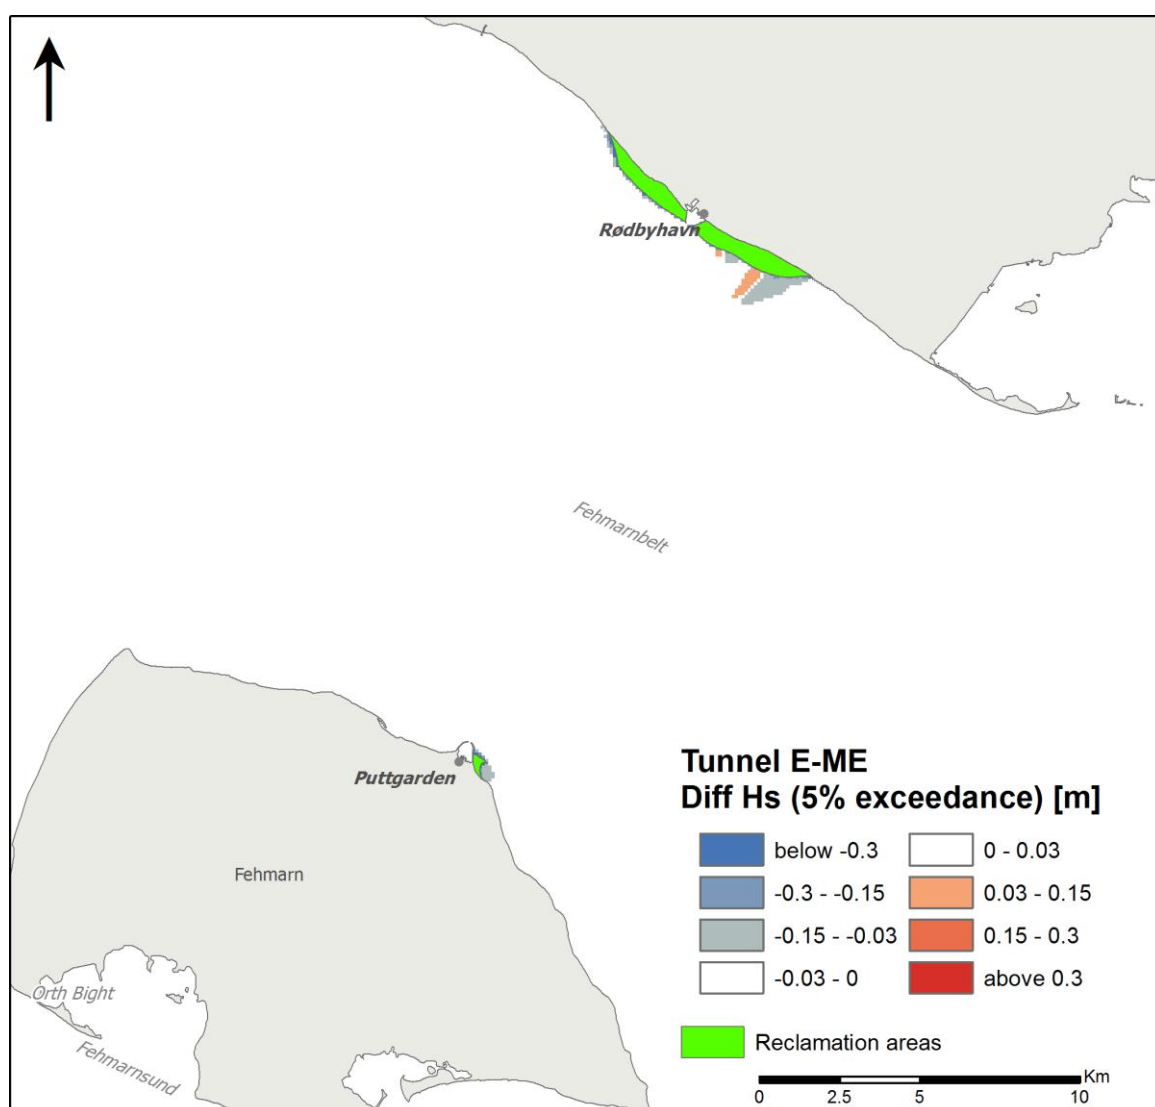 Rødbyhavn
Fehmarnbelt
Puttgarden
Fehmarn
Orth Bight
Fehmarnsund
Tunnel E-ME
Diff Hs (5% exceedance) [m]
below -0.3
-0.3 - -0.15
-0.15 - -0.03
-0.03 - 0
0 - 0.03
0.03 - 0.15
0.15 - 0.3
above 0.3
Reclamation areas
Km
0 2.5 5 10